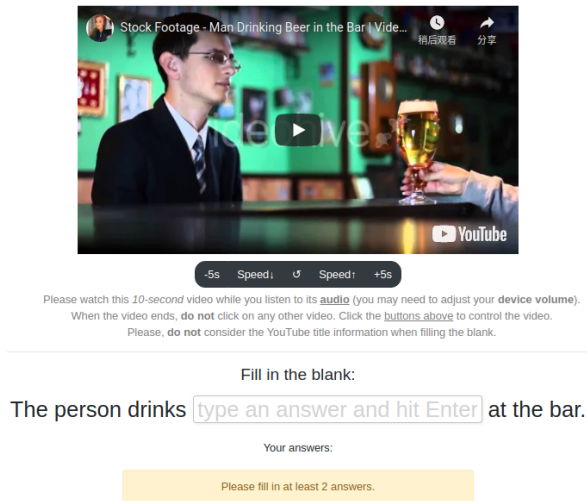 Stock Footage - Man Drinking Beer in the Bar | Vide...
稍后观看
分享
videohive
YouTube
-5s Speed↓ ↺ Speed↑ +5s
Please watch this 10-second video while you listen to its audio (you may need to adjust your device volume).
When the video ends, do not click on any other video. Click the buttons above to control the video.
Please, do not consider the YouTube title information when filling the blank.
Fill in the blank:
The person drinks type an answer and hit Enter at the bar.
Your answers:
Please fill in at least 2 answers.